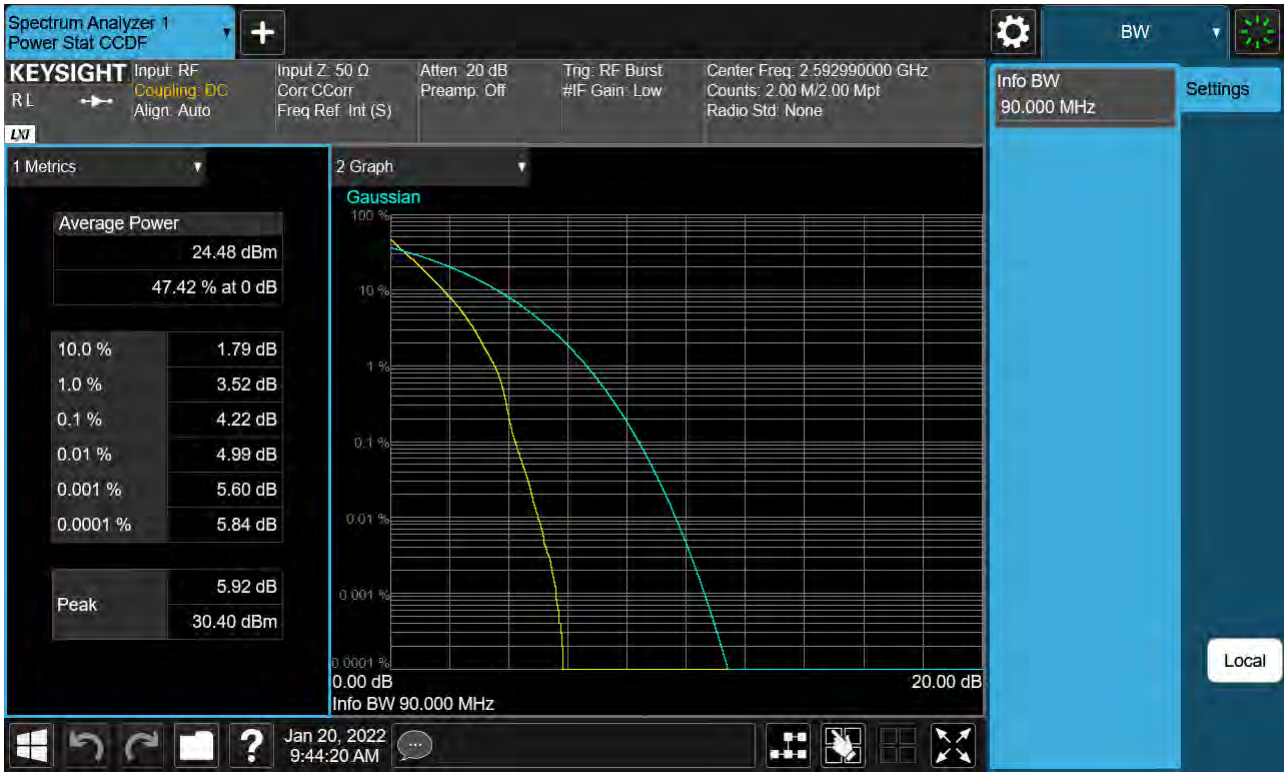 Spectrum Analyzer 1
Power Stat CCDF
+
BW
KEYSIGHT
R L
LXI
Input: RF
Coupling: DC
Align: Auto
Input Z: 50 Ω
Corr CCorr
Freq Ref: Int (S)
Atten: 20 dB
Preamp: Off
Trig: RF Burst
#IF Gain: Low
Center Freq: 2.592990000 GHz
Counts: 2.00 M/2.00 Mpt
Radio Std: None
Info BW
90.000 MHz
Settings
1 Metrics
Average Power
24.48 dBm
47.42 % at 0 dB
10.0 % 1.79 dB
1.0 % 3.52 dB
0.1 % 4.22 dB
0.01 % 4.99 dB
0.001 % 5.60 dB
0.0001 % 5.84 dB
Peak
5.92 dB
30.40 dBm
2 Graph
Gaussian
100 %
10 %
1 %
0.1 %
0.01 %
0.001 %
0.0001 %
0.00 dB 20.00 dB
Info BW 90.000 MHz
Local
?
Jan 20, 2022
9:44:20 AM